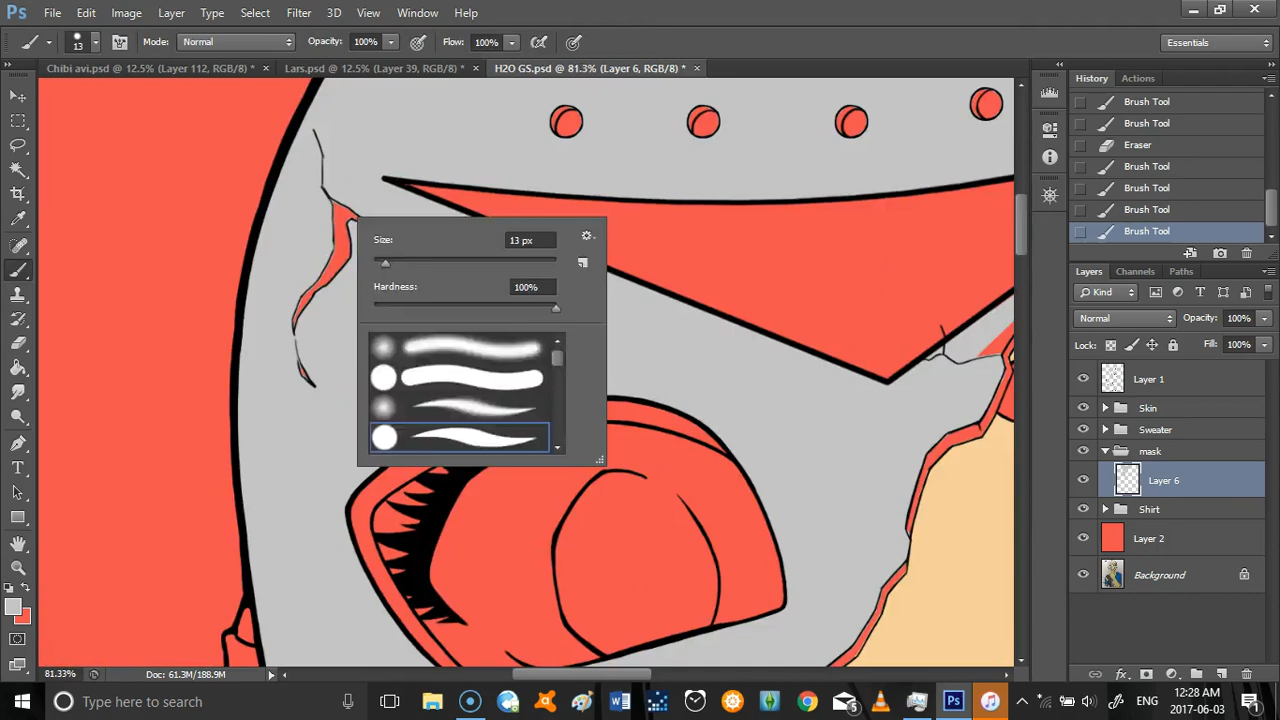 Ps File Edit Image Layer Type Select Filter 3D View Window Help
13 Mode: Normal Opacity: 100% Flow: 100% Essentials
Chibi avi.psd @ 12.5% (Layer 112, RGB/8) * × Lars.psd @ 12.5% (Layer 39, RGB/8) * × H2O GS.psd @ 81.3% (Layer 6, RGB/8) * ×
History Actions
Brush Tool
Brush Tool
Eraser
Brush Tool
Brush Tool
Brush Tool
Brush Tool
Size: 13 px
Hardness: 100%
Layers Channels Paths
Kind
Normal Opacity: 100%
Lock: Fill: 100%
Layer 1
Skin
Sweater
mask
Layer 6
Shirt
Layer 2
Background
81.33% Doc: 61.3M/188.9M
Type here to search
5
Ps
ENG
12:28 AM
2017-06-03
1